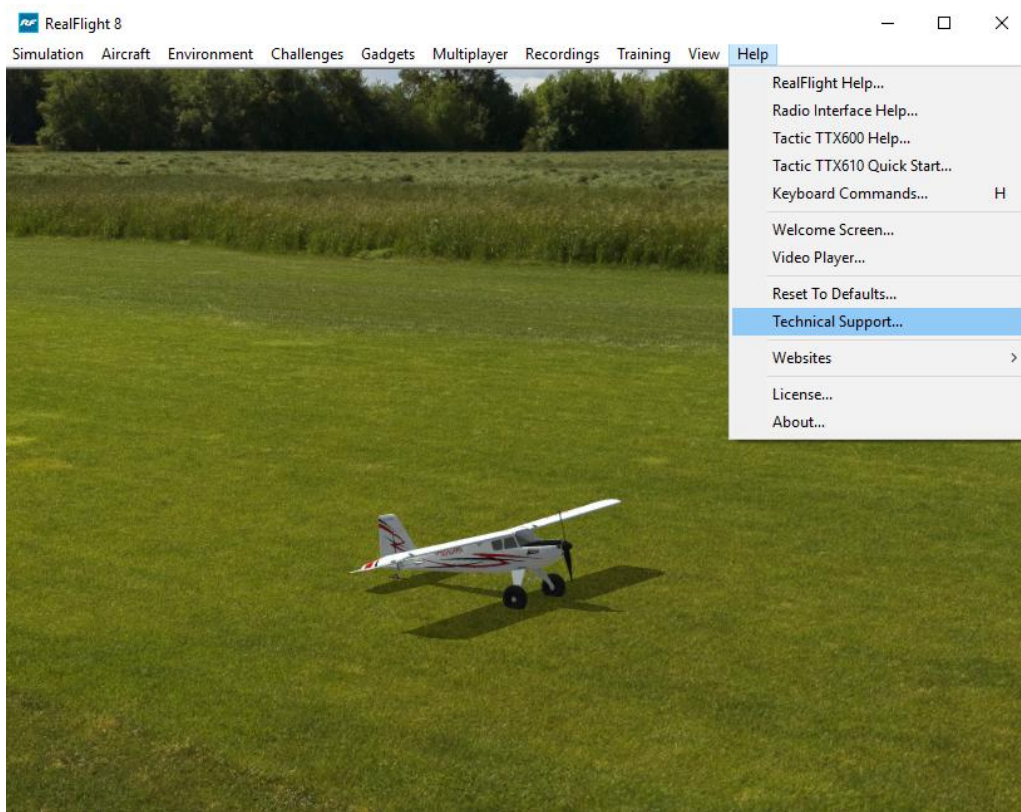 RF RealFlight 8
Simulation Aircraft Environment Challenges Gadgets Multiplayer Recordings Training View Help
RealFlight Help...
Radio Interface Help...
Tactic TTX600 Help...
Tactic TTX610 Quick Start...
Keyboard Commands... H
Welcome Screen...
Video Player...
Reset To Defaults...
Technical Support...
Websites
License...
About...